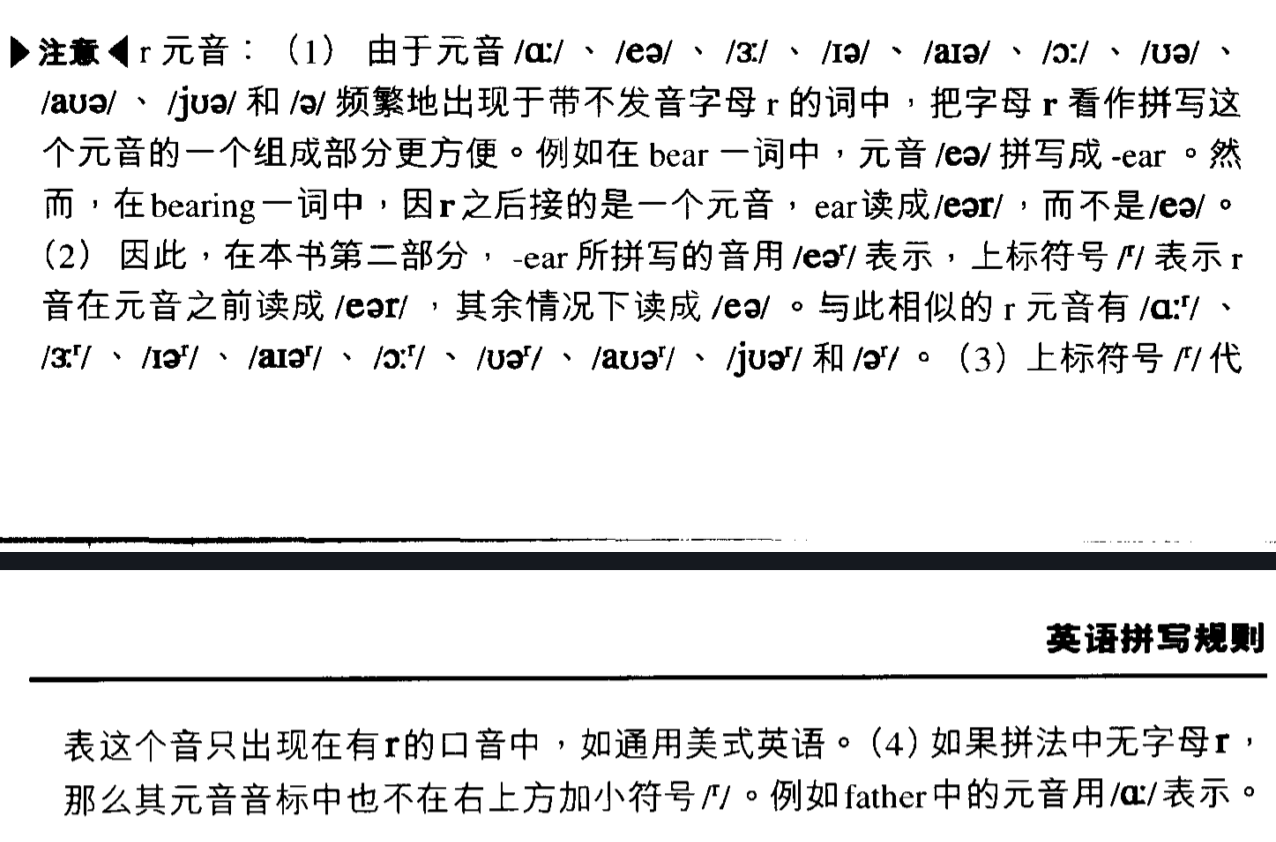 ▶注意◀ r 元音：（1） 由于元音 /ɑː/ 、 /eə/ 、 /ɜː/ 、 /ɪə/ 、 /aɪə/ 、 /ɔː/ 、 /ʊə/ 、
/aʊə/ 、 /jʊə/ 和 /ə/ 频繁地出现于带不发音字母 r 的词中，把字母 r 看作拼写这
个元音的一个组成部分更方便。例如在 bear 一词中，元音 /eə/ 拼写成 -ear 。然
而，在bearing一词中，因r之后接的是一个元音，ear读成/eər/，而不是/eə/。
（2） 因此，在本书第二部分， -ear 所拼写的音用 /eəʳ/ 表示，上标符号 /ʳ/ 表示 r
音在元音之前读成 /eər/ ，其余情况下读成 /eə/ 。与此相似的 r 元音有 /ɑːʳ/ 、
/ɜːʳ/ 、 /ɪəʳ/ 、 /aɪəʳ/ 、 /ɔːʳ/ 、 /ʊəʳ/ 、 /aʊəʳ/ 、 /jʊəʳ/ 和 /əʳ/ 。（3）上标符号 /ʳ/ 代
英语拼写规则
表这个音只出现在有r的口音中，如通用美式英语。（4）如果拼法中无字母r，
那么其元音音标中也不在右上方加小符号/ʳ/。例如father中的元音用/ɑː/表示。